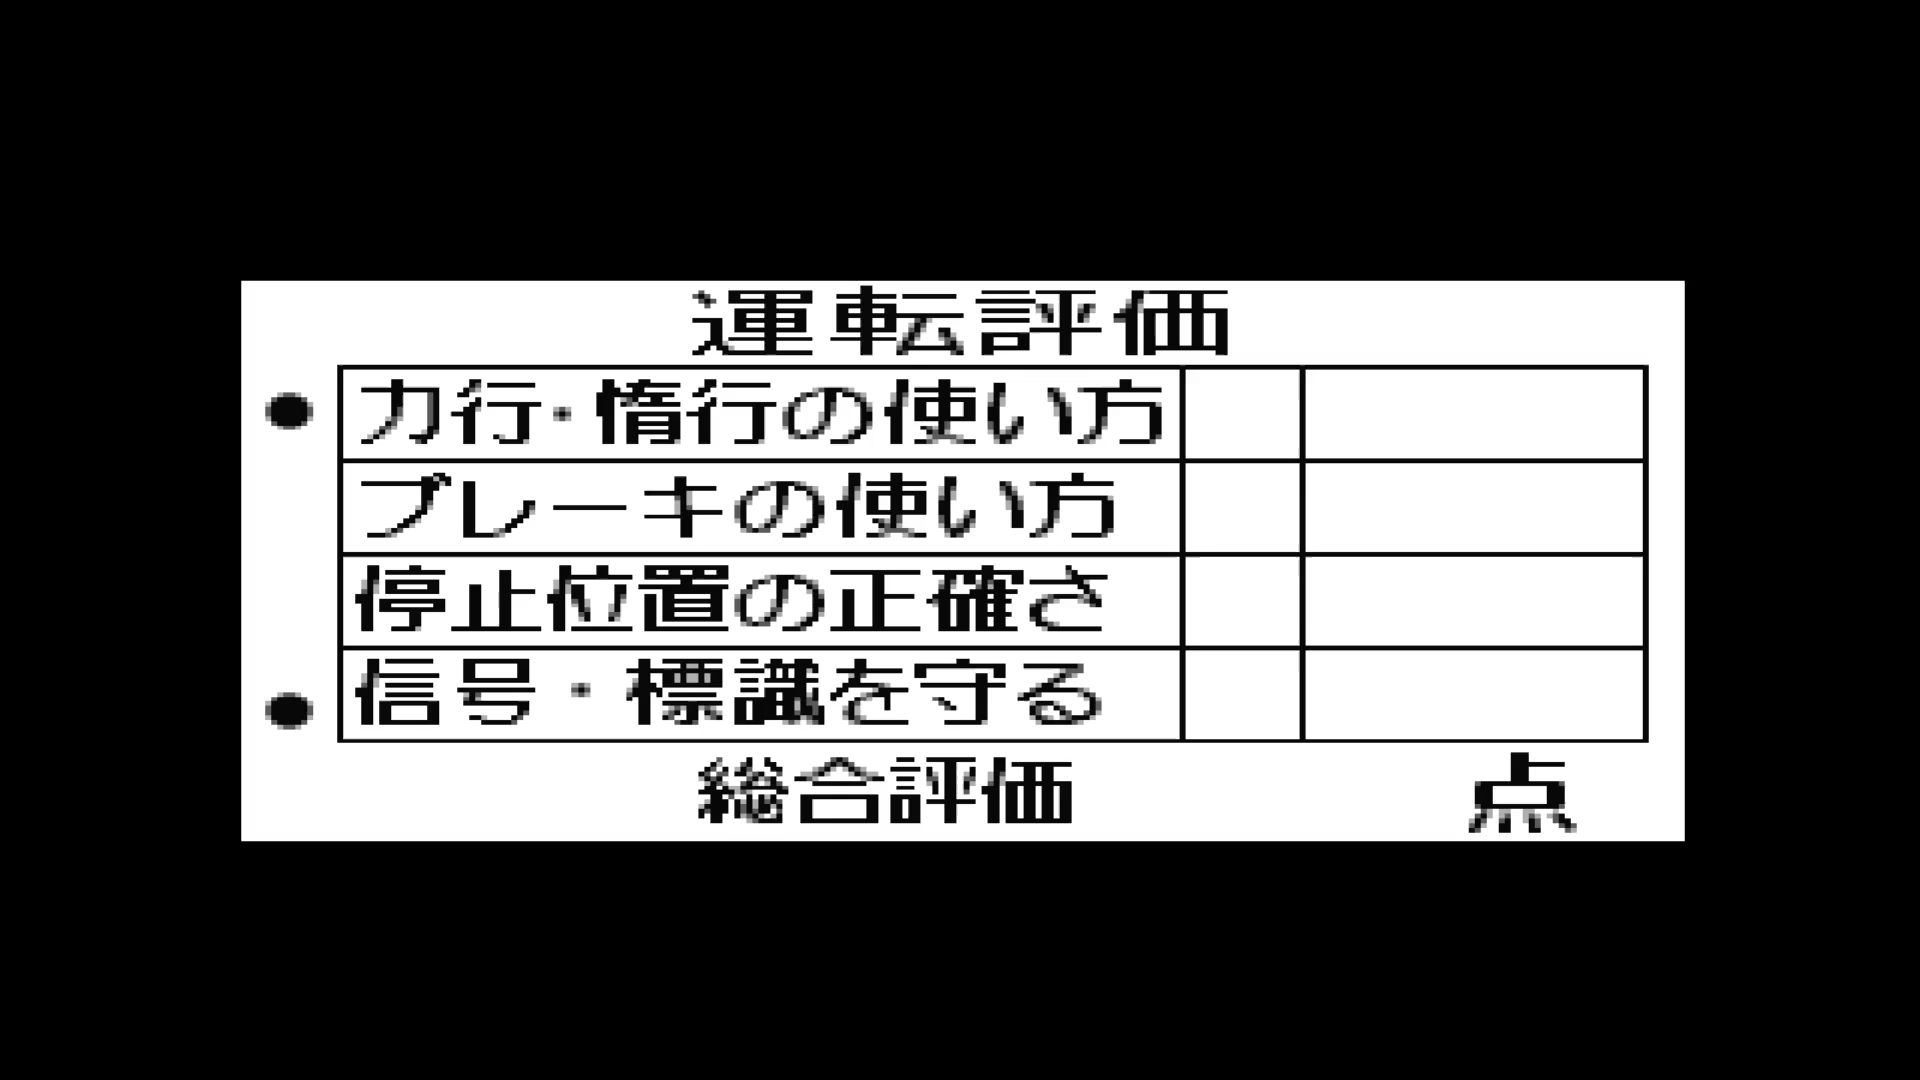 運転評価
力行・惰行の使い方
ブレーキの使い方
停止位置の正確さ
信号・標識を守る
総合評価 点